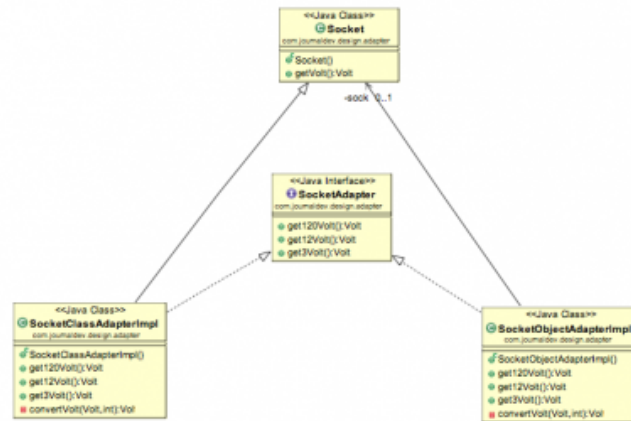 <<Java Class>>
Socket
com.journaldev.design.adapter
Socket()
getVolt():Volt
-sock 0..1
<<Java Interface>>
SocketAdapter
com.journaldev.design.adapter
get120Volt():Volt
get12Volt():Volt
get3Volt():Volt
<<Java Class>>
SocketClassAdapterImpl
com.journaldev.design.adapter
SocketClassAdapterImpl()
get120Volt():Volt
get12Volt():Volt
get3Volt():Volt
convertVolt(Volt,int):Vol
<<Java Class>>
SocketObjectAdapterImpl
com.journaldev.design.adapter
SocketObjectAdapterImpl()
get120Volt():Volt
get12Volt():Volt
get3Volt():Volt
convertVolt(Volt,int):Vol